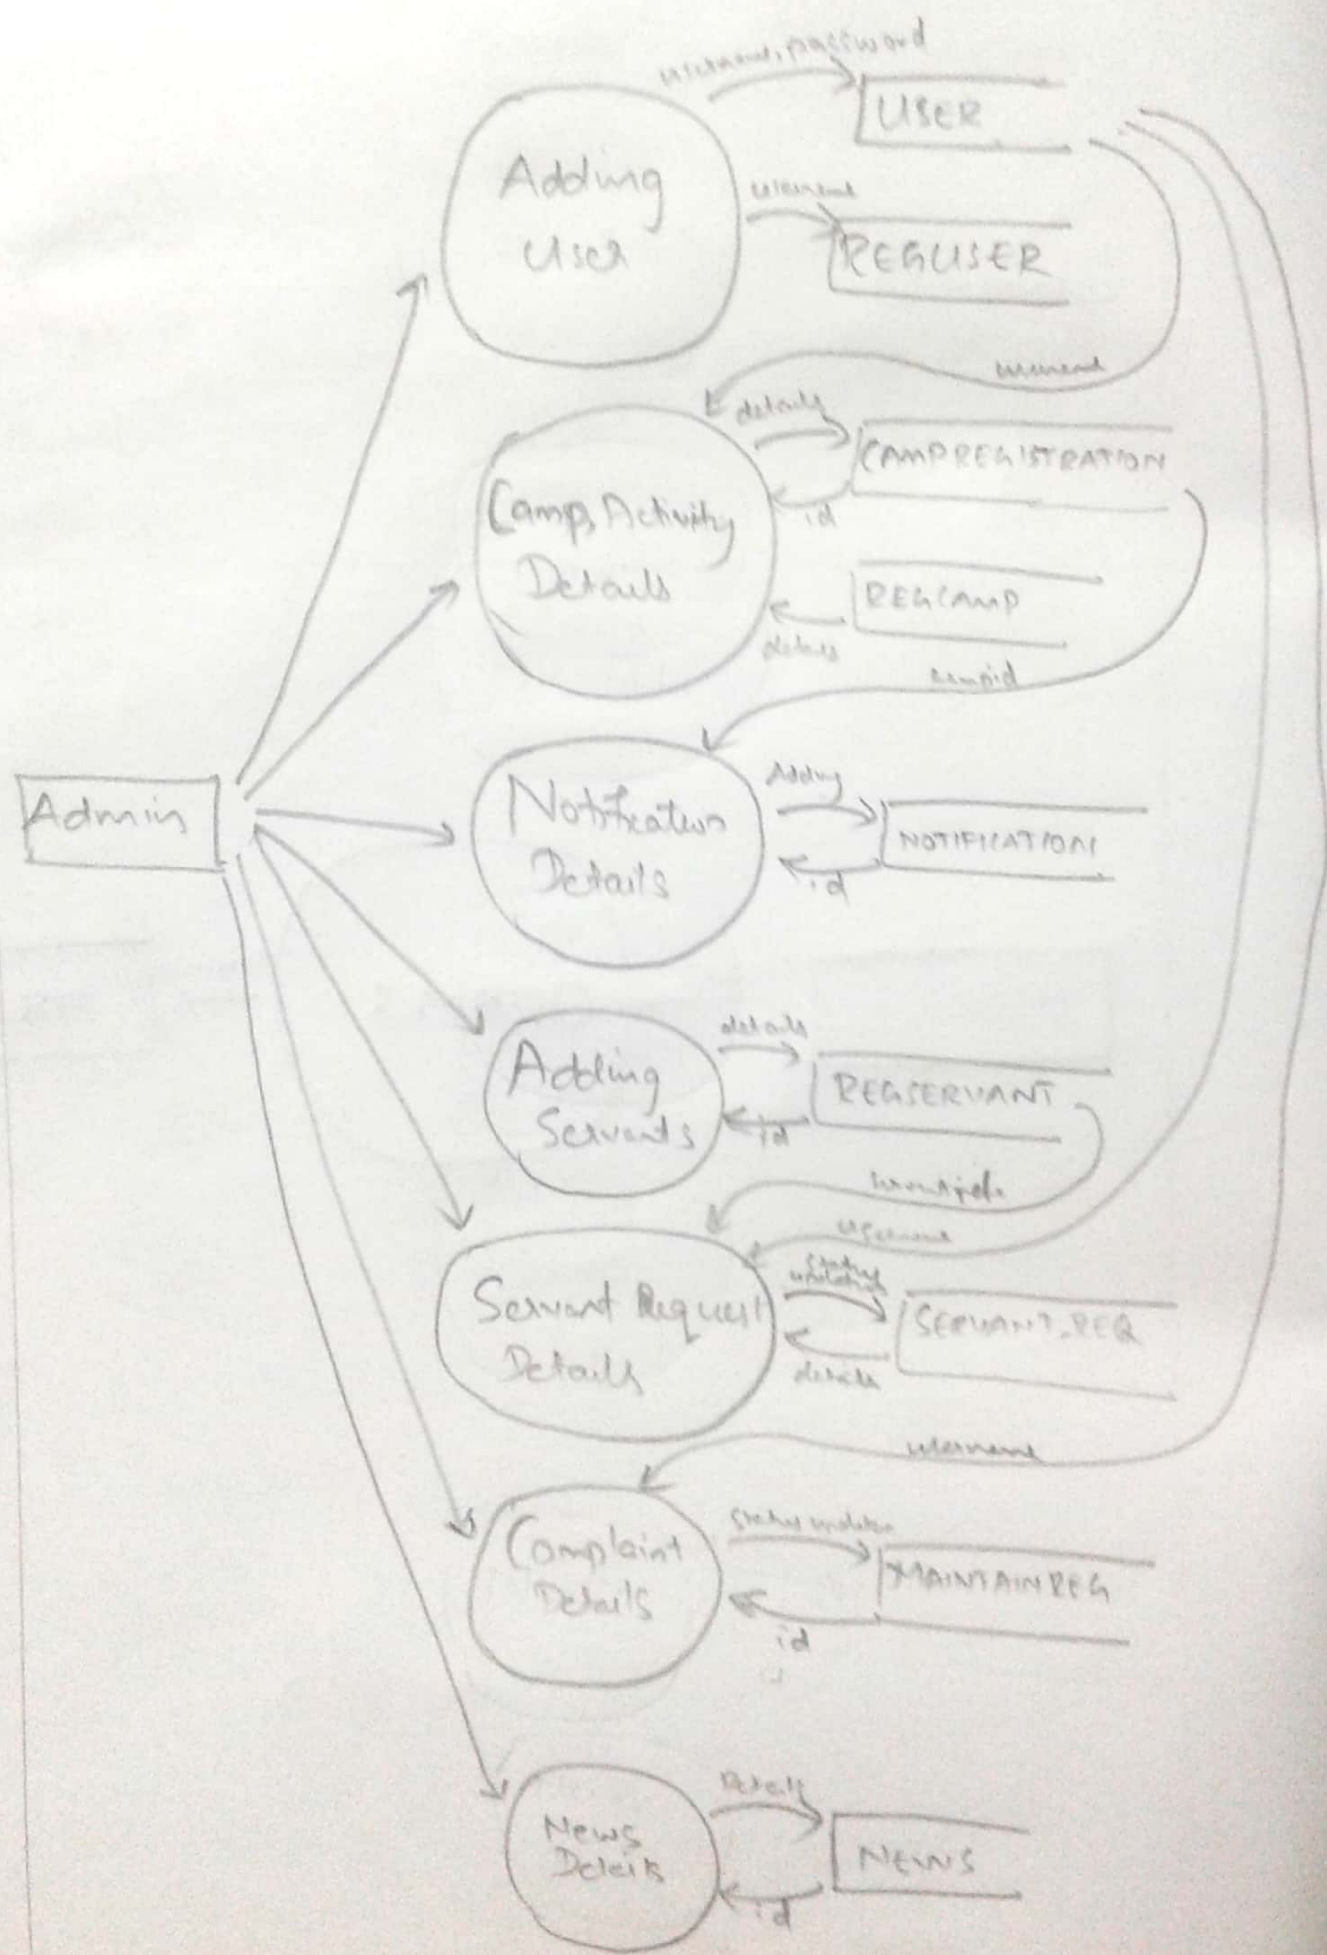 username, password
USER
Adding
User
username
REGUSER
username
details
CAMPREGISTRATION
id
Camp, Activity
Details
REGCAMP
details
campid
Admin
Notification
Details
Adding
NOTIFICATION
id
details
Adding
Servants
REGSERVANT
id
username
status
updates
Servant Request
Details
SERVANT_REQ
details
username
status updates
Complaint
Details
MAINTAINREG
id
Details
News
Details
NEWS
id